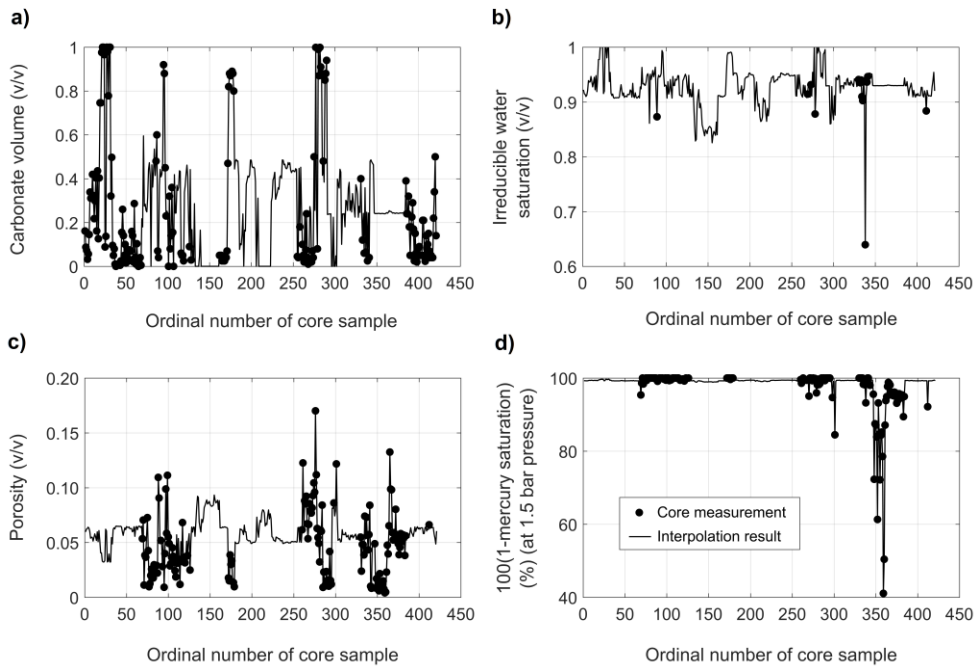 a)
Carbonate volume (v/v)
1
0.8
0.6
0.4
0.2
0
0 50 100 150 200 250 300 350 400 450
Ordinal number of core sample
b)
Irreducible water
saturation (v/v)
1
0.9
0.8
0.7
0.6
0 50 100 150 200 250 300 350 400 450
Ordinal number of core sample
c)
Porosity (v/v)
0.20
0.15
0.10
0.05
0
0 50 100 150 200 250 300 350 400 450
Ordinal number of core sample
d)
100(1-mercury saturation)
(%) (at 1.5 bar pressure)
100
80
60
40
Core measurement
Interpolation result
0 50 100 150 200 250 300 350 400 450
Ordinal number of core sample